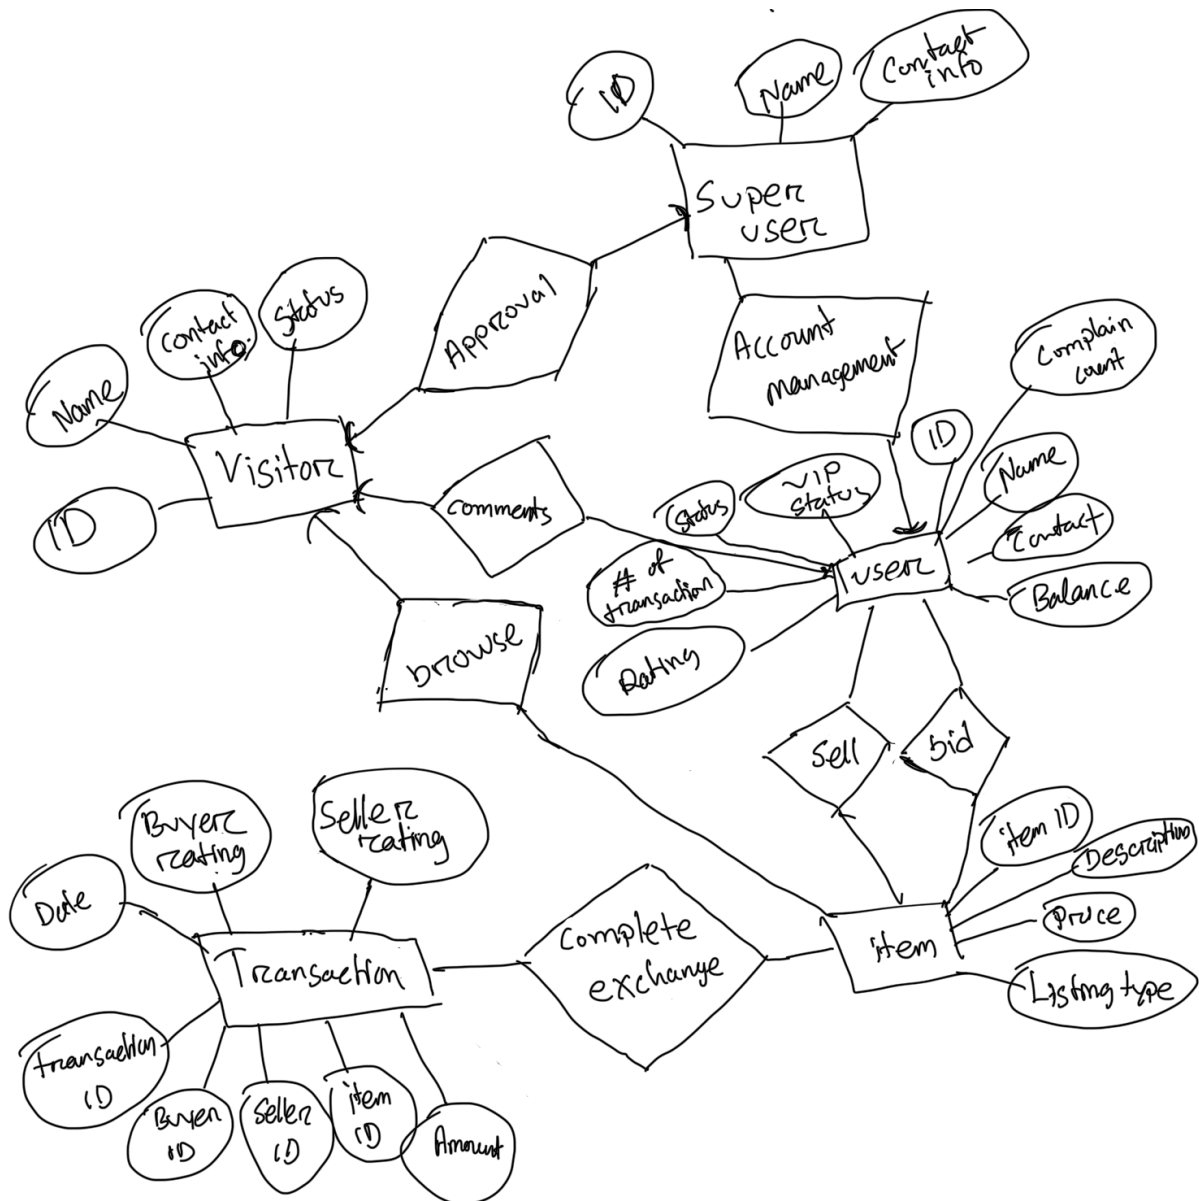 ID
Name
Contact
info
Super
user
Approval
Status
Contact
info.
Name
Visitor
ID
Account
management
Complain
count
ID
Name
Contact
Balance
VIP
status
Status
# of
transaction
Rating
user
comments
browse
Sell
bid
item ID
Description
Price
Listing type
item
Complete
exchange
Buyer
rating
Seller
rating
Date
Transaction
transaction
ID
Buyer
ID
Seller
ID
item
ID
Amount